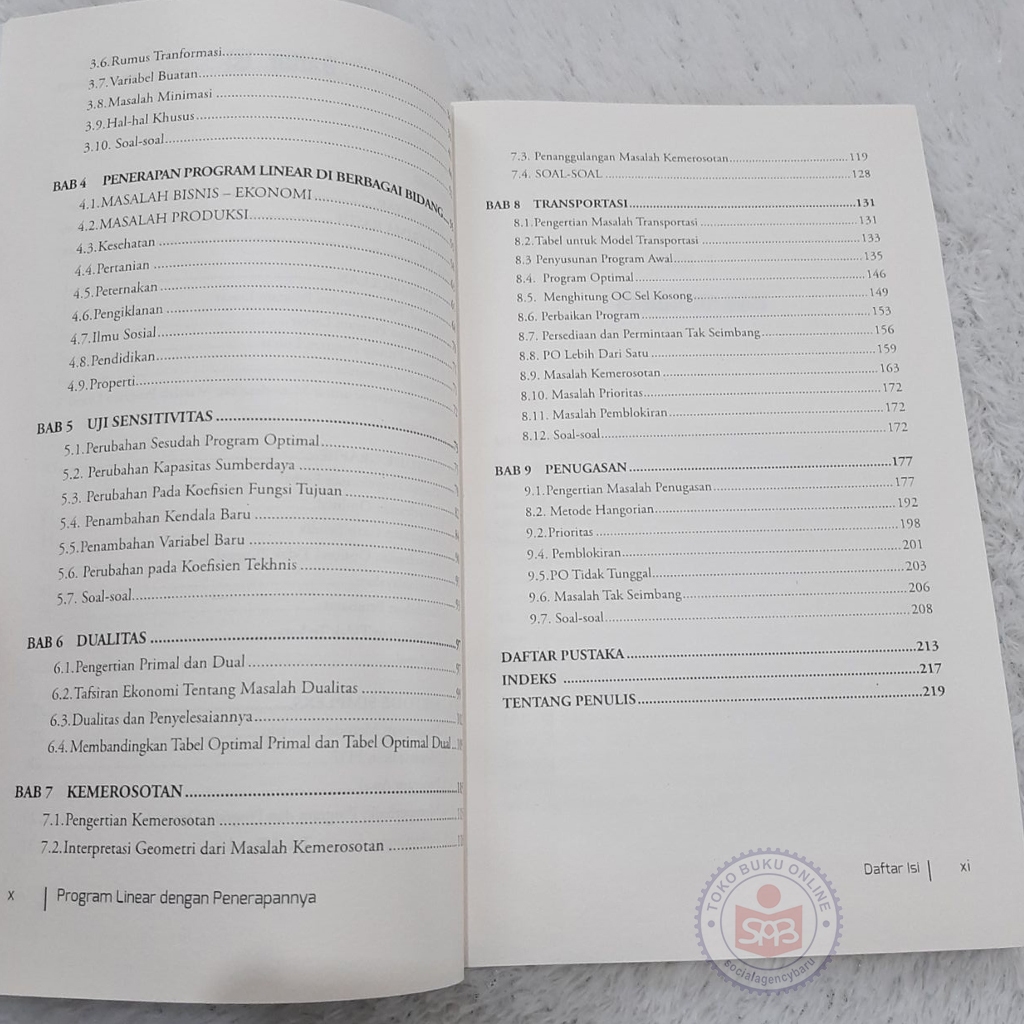 3.6.Rumus Tranformasi
3.7.Variabel Buatan
3.8.Masalah Minimasi
3.9.Hal-hal Khusus
3.10. Soal-soal
BAB 4 PENERAPAN PROGRAM LINEAR DI BERBAGAI BIDANG
4.1.MASALAH BISNIS – EKONOMI
4.2.MASALAH PRODUKSI
4.3.Kesehatan
4.4.Pertanian
4.5.Peternakan
4.6.Pengiklanan
4.7.Ilmu Sosial
4.8.Pendidikan
4.9.Properti
BAB 5 UJI SENSITIVITAS
5.1.Perubahan Sesudah Program Optimal
5.2. Perubahan Kapasitas Sumberdaya
5.3. Perubahan Pada Koefisien Fungsi Tujuan
5.4. Penambahan Kendala Baru
5.5.Penambahan Variabel Baru
5.6. Perubahan pada Koefisien Tekhnis
5.7. Soal-soal
BAB 6 DUALITAS
6.1.Pengertian Primal dan Dual
6.2.Tafsiran Ekonomi Tentang Masalah Dualitas
6.3.Dualitas dan Penyelesaiannya
6.4.Membandingkan Tabel Optimal Primal dan Tabel Optimal Dual
BAB 7 KEMEROSOTAN
7.1.Pengertian Kemerosotan
7.2.Interpretasi Geometri dari Masalah Kemerosotan
x | Program Linear dengan Penerapannya
7.3. Penanggulangan Masalah Kemerosotan 119
7.4. SOAL-SOAL 128
BAB 8 TRANSPORTASI 131
8.1.Pengertian Masalah Transportasi 131
8.2.Tabel untuk Model Transportasi 133
8.3 Penyusunan Program Awal 135
8.4. Program Optimal 146
8.5. Menghitung OC Sel Kosong 149
8.6. Perbaikan Program 153
8.7. Persediaan dan Permintaan Tak Seimbang 156
8.8. PO Lebih Dari Satu 159
8.9. Masalah Kemerosotan 163
8.10. Masalah Prioritas 172
8.11. Masalah Pemblokiran 172
8.12. Soal-soal 172
BAB 9 PENUGASAN 177
9.1.Pengertian Masalah Penugasan 177
8.2. Metode Hangorian 192
9.2.Prioritas 198
9.4. Pemblokiran 201
9.5.PO Tidak Tunggal 203
9.6. Masalah Tak Seimbang 206
9.7. Soal-soal 208
DAFTAR PUSTAKA 213
INDEKS 217
TENTANG PENULIS 219
Daftar Isi | xi
TOKO BUKU ONLINE
SAB
socialagencybaru